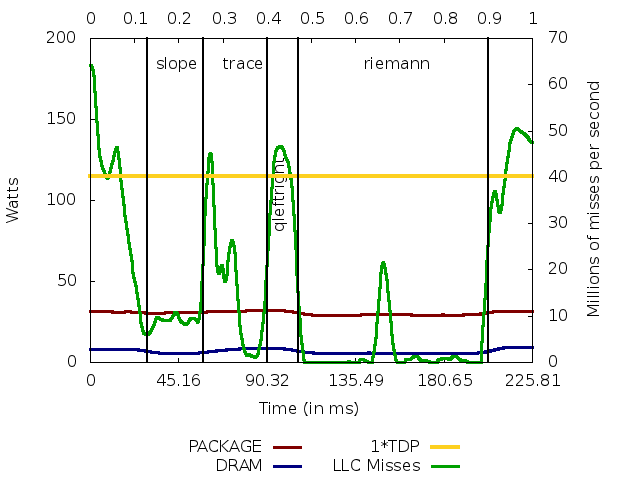 0 0.1 0.2 0.3 0.4 0.5 0.6 0.7 0.8 0.9 1
200 70
slope trace riemann
60
150
50
40
qleftright
100
30
20
50
10
0 0
0 45.16 90.32 135.49 180.65 225.81
Watts
Millions of misses per second
Time (in ms)
PACKAGE 1*TDP
DRAM LLC Misses